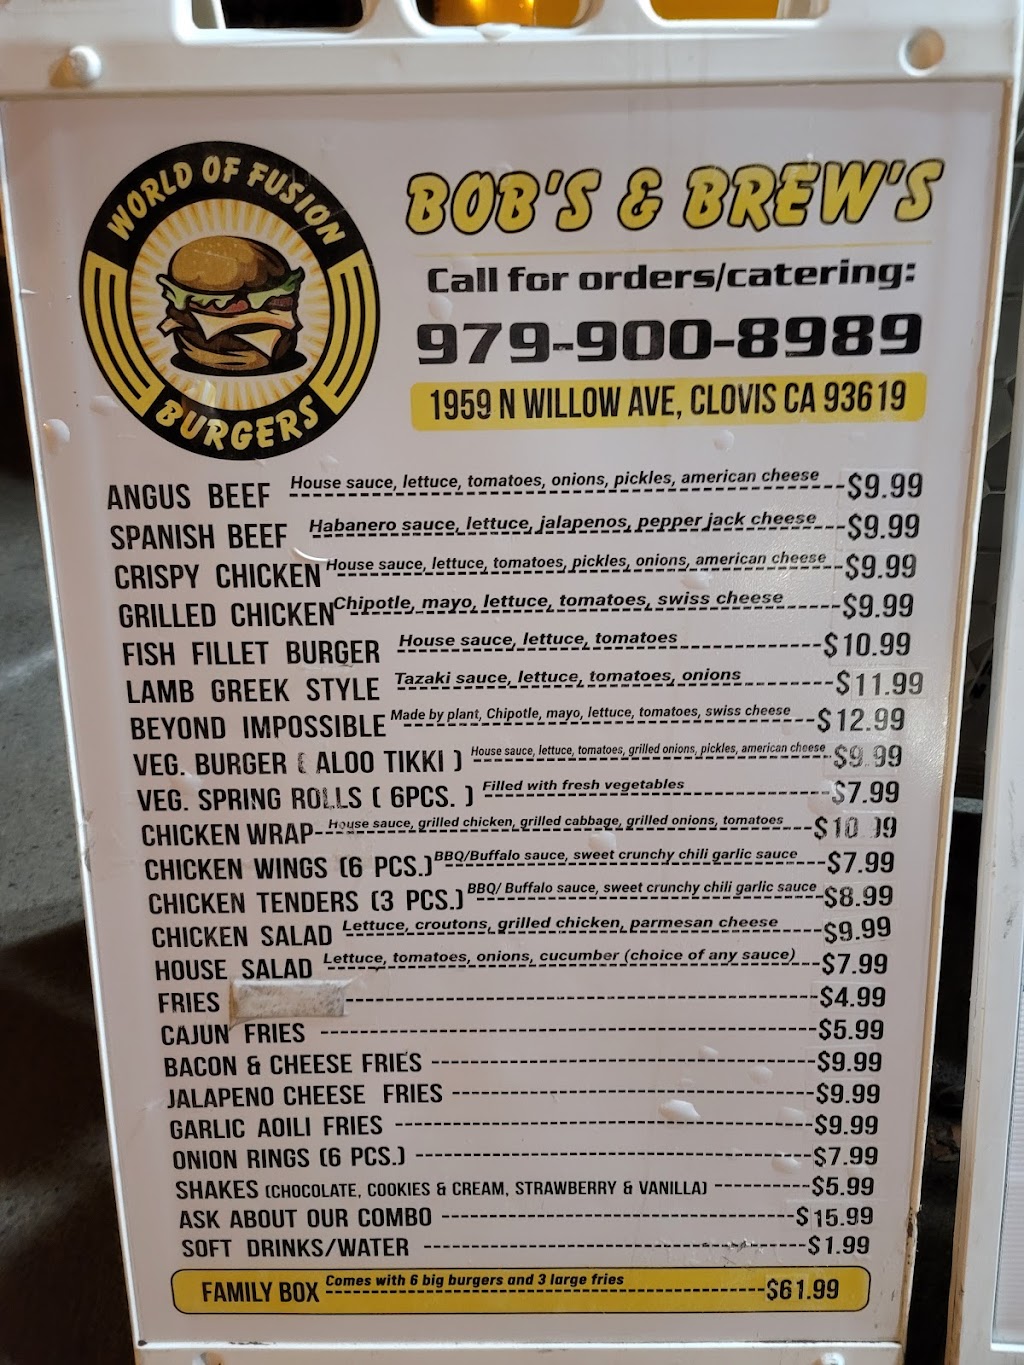 WORLD OF FUSION
BURGERS
BOB'S & BREW'S
Call for orders/catering:
979-900-8989
1959 N WILLOW AVE, CLOVIS CA 93619
ANGUS BEEF House sauce, lettuce, tomatoes, onions, pickles, american cheese $9.99
SPANISH BEEF Habanero sauce, lettuce, jalapenos, pepper jack cheese $9.99
CRISPY CHICKEN House sauce, lettuce, tomatoes, pickles, onions, american cheese $9.99
GRILLED CHICKEN Chipotle, mayo, lettuce, tomatoes, swiss cheese $9.99
FISH FILLET BURGER House sauce, lettuce, tomatoes $10.99
LAMB GREEK STYLE Tazaki sauce, lettuce, tomatoes, onions $11.99
BEYOND IMPOSSIBLE Made by plant, Chipotle, mayo, lettuce, tomatoes, swiss cheese $12.99
VEG. BURGER ( ALOO TIKKI ) House sauce, lettuce, tomatoes, grilled onions, pickles, american cheese $9.99
VEG. SPRING ROLLS ( 6PCS. ) Filled with fresh vegetables $7.99
CHICKEN WRAP House sauce, grilled chicken, grilled cabbage, grilled onions, tomatoes
CHICKEN WINGS (6 PCS.) BBQ/Buffalo sauce, sweet crunchy chili garlic sauce $7.99
CHICKEN TENDERS (3 PCS.) BBQ/ Buffalo sauce, sweet crunchy chili garlic sauce $8.99
CHICKEN SALAD Lettuce, croutons, grilled chicken, parmesan cheese $9.99
HOUSE SALAD Lettuce, tomatoes, onions, cucumber (choice of any sauce) $7.99
FRIES $4.99
CAJUN FRIES $5.99
BACON & CHEESE FRIES $9.99
JALAPENO CHEESE FRIES $9.99
GARLIC AOILI FRIES $9.99
ONION RINGS (6 PCS.) $7.99
SHAKES (CHOCOLATE, COOKIES & CREAM, STRAWBERRY & VANILLA) $5.99
ASK ABOUT OUR COMBO $15.99
SOFT DRINKS/WATER $1.99
FAMILY BOX Comes with 6 big burgers and 3 large fries $61.99